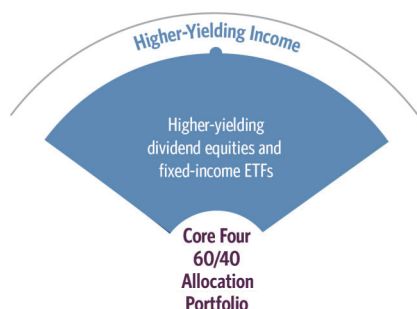 Higher-Yielding Income
Higher-yielding
dividend equities and
fixed-income ETFs
Core Four
60/40
Allocation
Portfolio